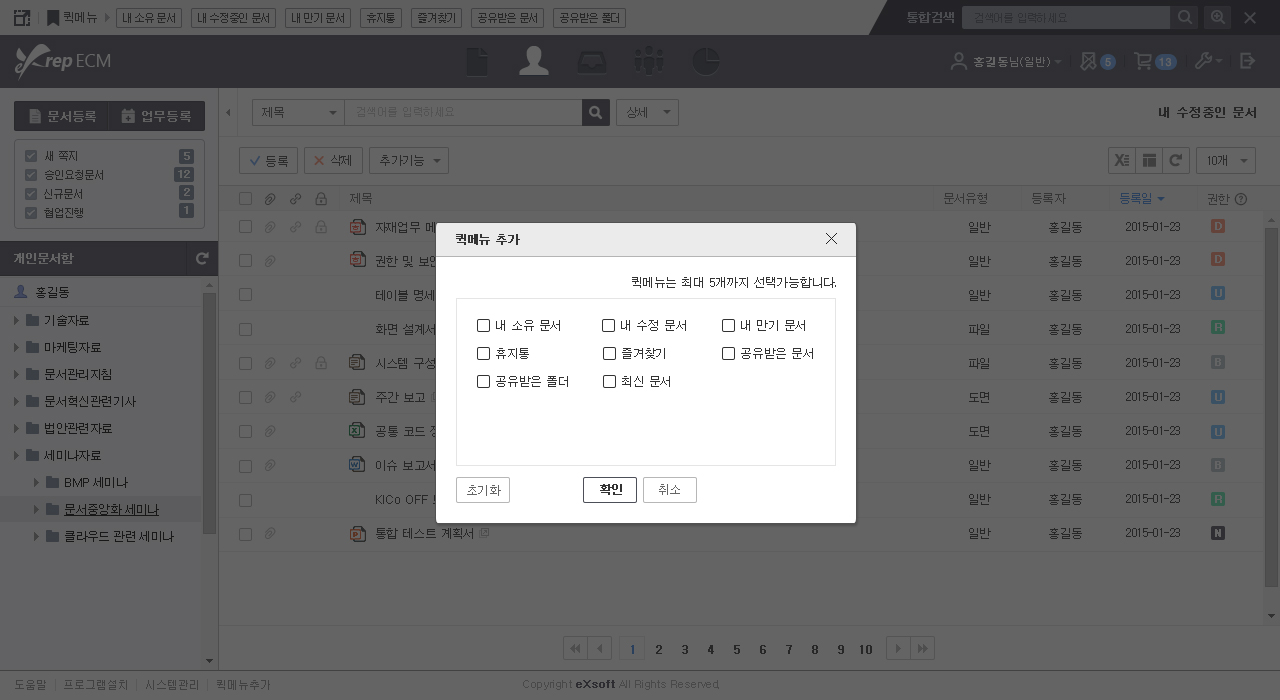 퀵메뉴 내 소유 문서 내 수정중인 문서 내 만기 문서 휴지통 즐겨찾기 공유받은 문서 공유받은 폴더 통합검색 검색어를 입력하세요
eXrep ECM 홍길동님(일반) 5 13
문서등록 업무등록 제목 검색어를 입력하세요 상세 내 수정중인 문서
새 쪽지 5
승인요청문서 12
신규문서 2
협업진행 1
등록 삭제 추가기능 10개
제목 문서유형 등록자 등록일 권한
개인문서함
홍길동
기술자료
마케팅자료
문서관리지침
문서혁신관련기사
법안관련자료
세미나자료
BMP 세미나
문서중앙화 세미나
클라우드 관련 세미나
자재업무 일반 홍길동 2015-01-23 D
권한 및 일반 홍길동 2015-01-23 D
테이블 명세 일반 홍길동 2015-01-23 U
화면 설계서 파일 홍길동 2015-01-23 R
시스템 구성 파일 홍길동 2015-01-23 B
주간 보고 도면 홍길동 2015-01-23 U
공통 코드 도면 홍길동 2015-01-23 U
이슈 보고서 일반 홍길동 2015-01-23 B
KICo OFF 일반 홍길동 2015-01-23 R
통합 테스트 계획서 일반 홍길동 2015-01-23 N
퀵메뉴 추가
퀵메뉴는 최대 5개까지 선택가능합니다.
내 소유 문서 내 수정 문서 내 만기 문서
휴지통 즐겨찾기 공유받은 문서
공유받은 폴더 최신 문서
초기화 확인 취소
1 2 3 4 5 6 7 8 9 10
도움말 프로그램설치 시스템관리 퀵메뉴추가 Copyright eXsoft All Rights Reserved.